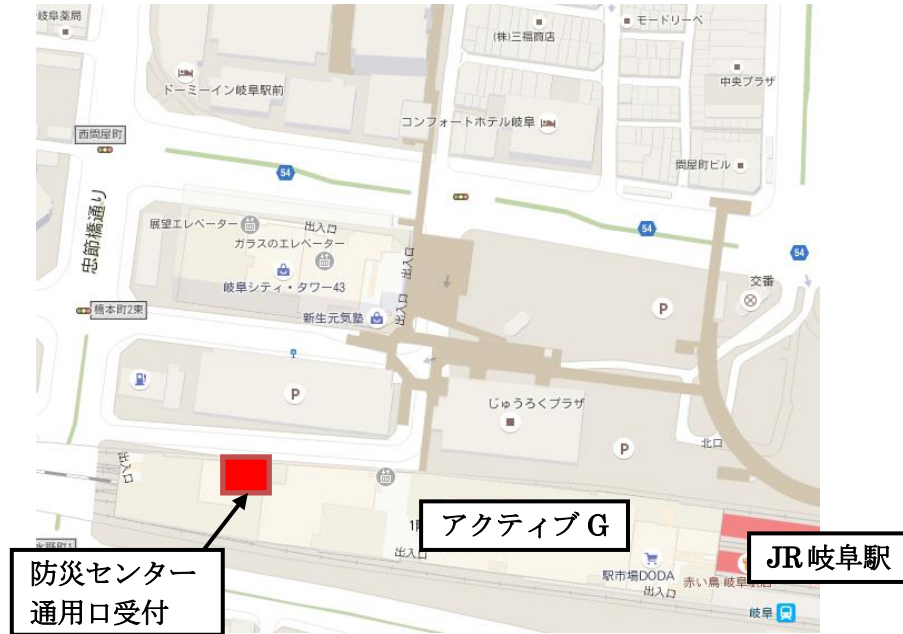 岐阜薬局
モードリーベ
(株)三福商店
中央プラザ
ドーミーイン岐阜駅前
コンフォートホテル岐阜
西問屋町
問屋町ビル
54
忠節橋通り
展望エレベーター
出入口
ガラスのエレベーター
54
出入口
54
岐阜シティ・タワー43
交番
橋本町2東
新生元気塾
出入口
P
P
じゅうろくプラザ
北口
P
出入口
アクティブG
出入口
JR岐阜駅
防災センター
通用口受付
駅市場DODA
赤い鳥 岐阜
出入口
岐阜